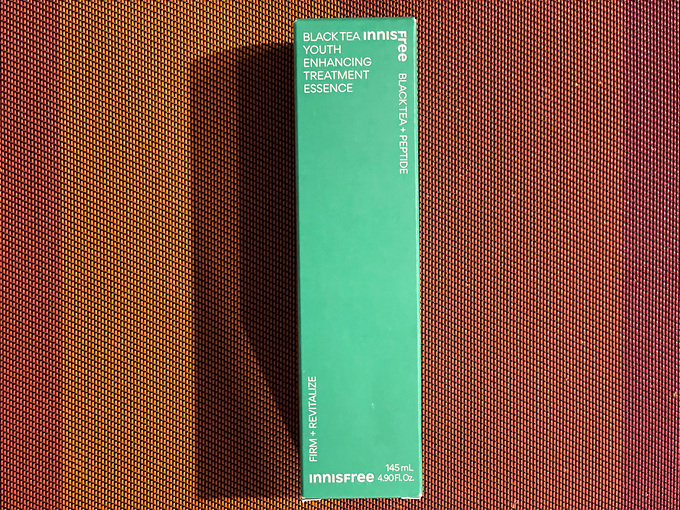 BLACK TEA innisfree
YOUTH
ENHANCING
TREATMENT
ESSENCE
BLACK TEA + PEPTIDE
FIRM + REVITALIZE
145 mL
innisfree 4.90 Fl.Oz.